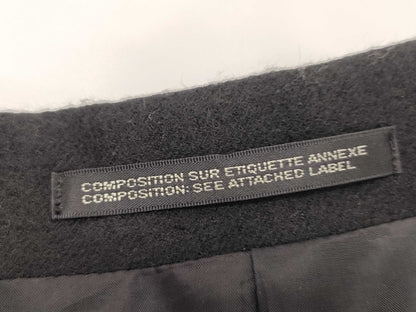 COMPOSITION SUR ETIQUETTE ANNEXE
COMPOSITION: SEE ATTACHED LABEL